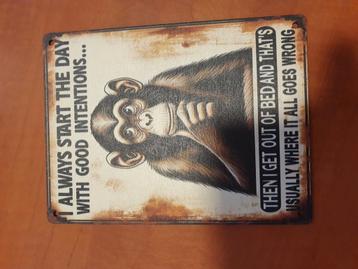 I ALWAYS START THE DAY
WITH GOOD INTENTIONS...
THEN I GET OUT OF BED AND THAT'S
USUALLY WHERE IT ALL GOES WRONG